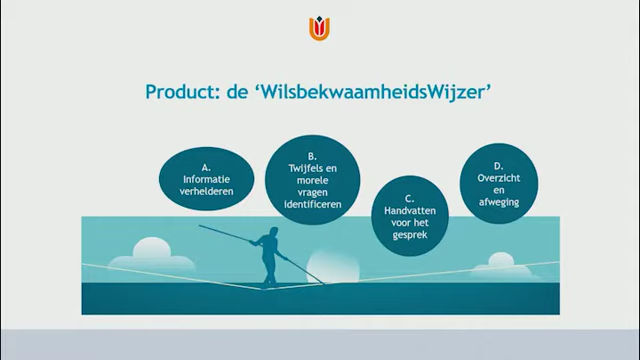 Product: de ‘WilsbekwaamheidsWijzer’
A.
Informatie
verhelderen
B.
Twijfels en
morele
vragen
identificeren
C.
Handvatten
voor het
gesprek
D.
Overzicht
en
afweging